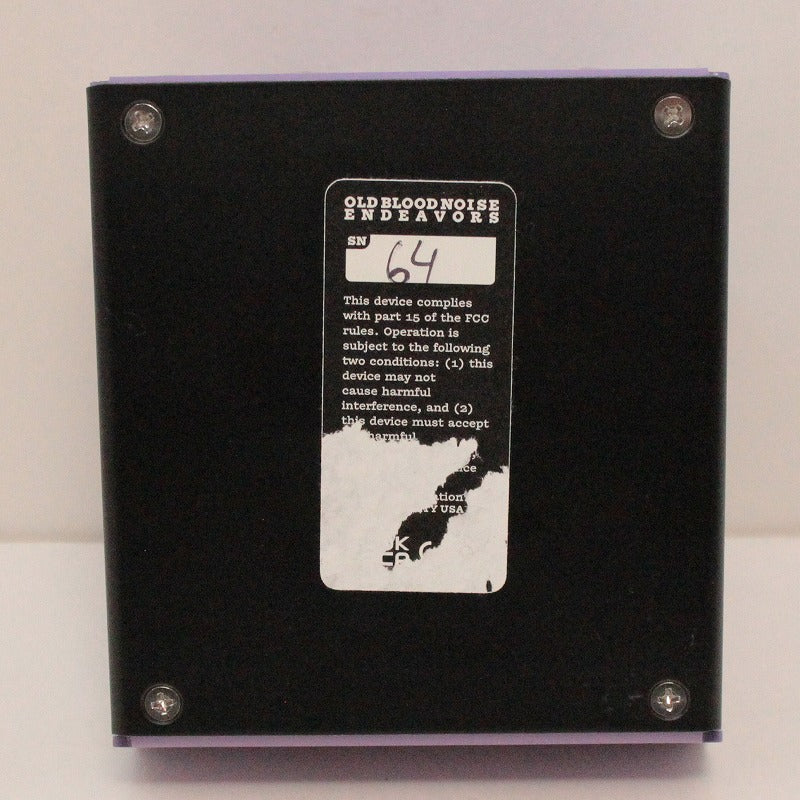 OLD BLOOD NOISE
ENDEAVORS
SN
64
This device complies
with part 15 of the FCC
rules. Operation is
subject to the following
two conditions: (1) this
device may not
cause harmful
interference, and (2)
this device must accept
harmful
USA